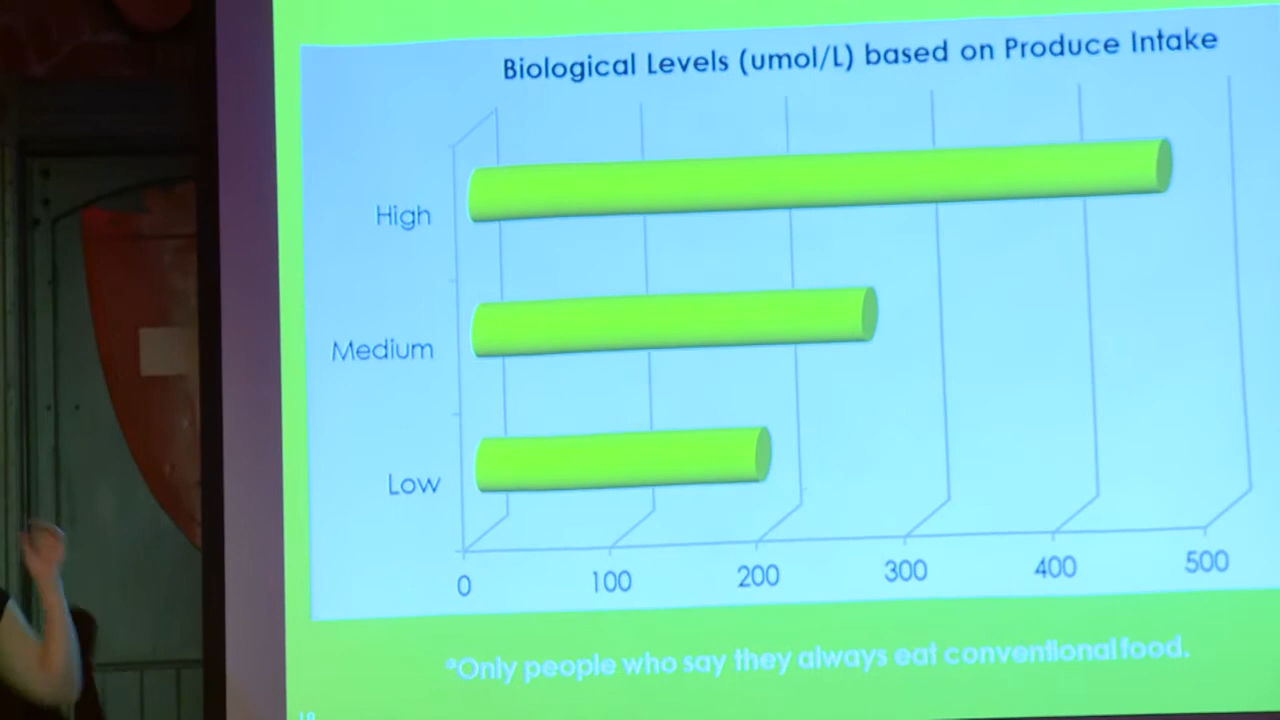 Biological Levels (umol/L) based on Produce Intake
High
Medium
Low
0 100 200 300 400 500
ªOnly people who say they always eat conventional food.